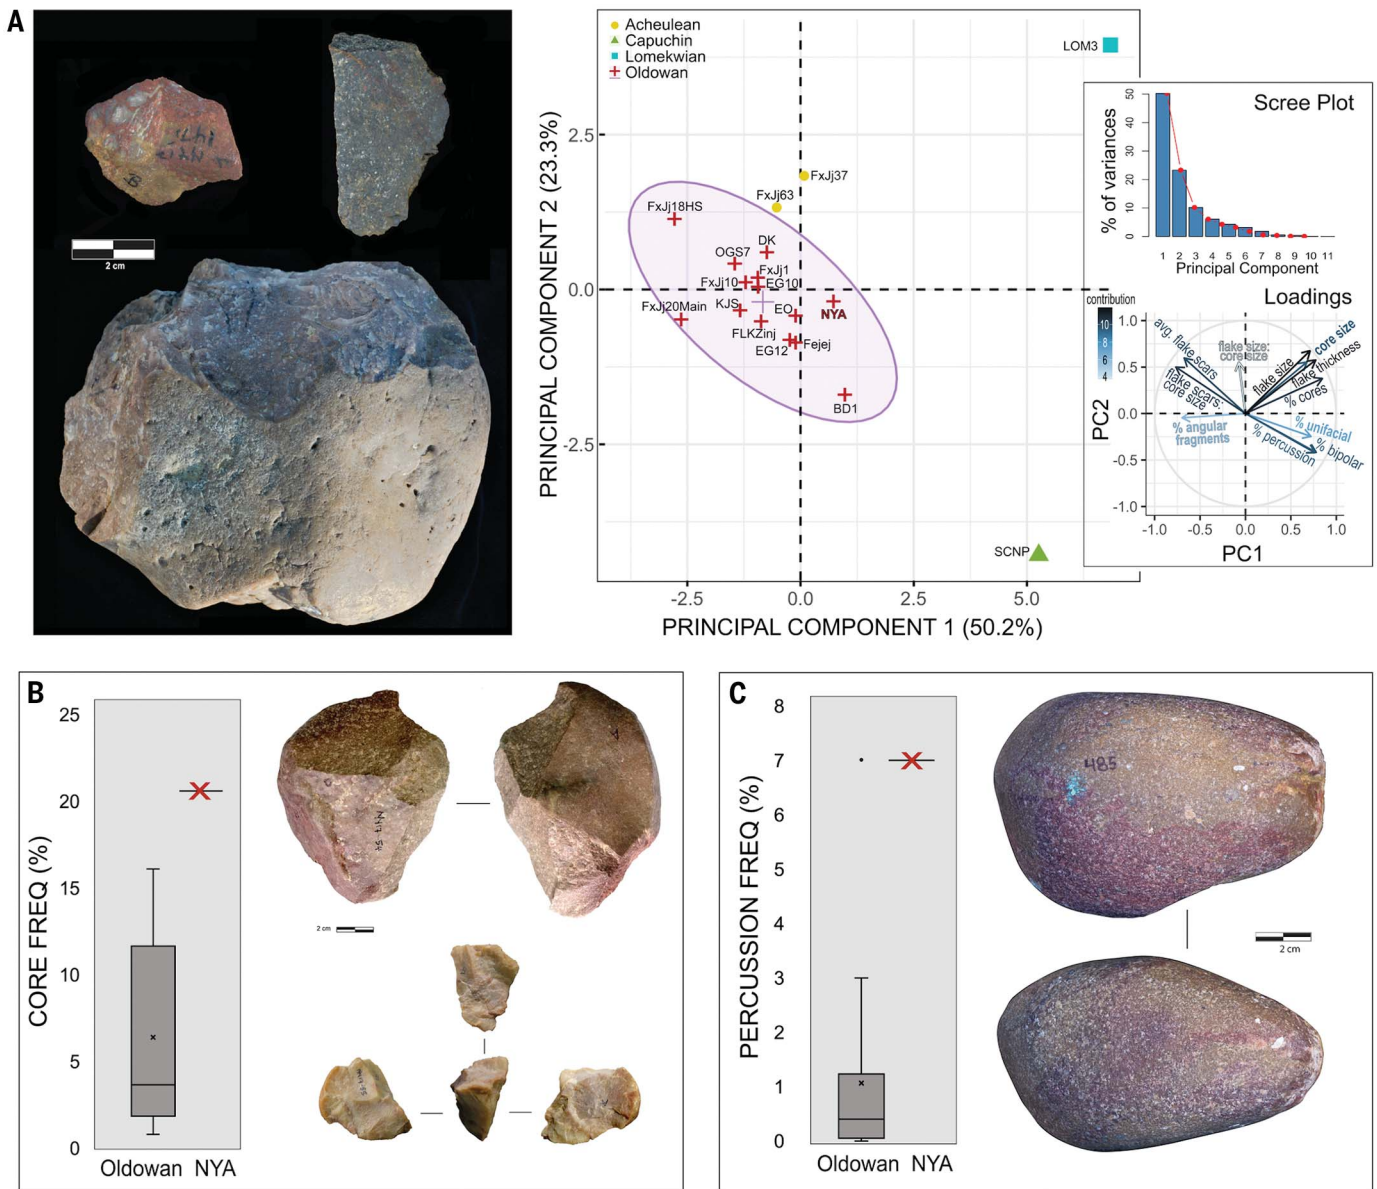 A
2 cm
Acheulean
Capuchin
Lomekwian
Oldowan
PRINCIPAL COMPONENT 2 (23.3%)
2.5
0.0
-2.5
LOM3
FxJj37
FxJj63
FxJj18HS
DK
OGS7
FxJj1
FxJj10
EG10
KJS
EO
NYA
FxJj20Main
FLKZinj
EG12
Fejej
BD1
SCNP
-2.5
0.0
2.5
5.0
PRINCIPAL COMPONENT 1 (50.2%)
Scree Plot
% of variances
50
40
30
20
10
0
1 2 3 4 5 6 7 8 9 10 11
Principal Component
Loadings
contribution
10
8
6
4
PC2
1.0
0.5
0.0
-0.5
-1.0
avg. flake scars
flake size:
core size
core size
flake size
flake thickness
flake scars:
core size
% cores
% angular
fragments
% unifacial
% percussion
% bipolar
-1.0 -0.5 0.0 0.5 1.0
PC1
B
CORE FREQ (%)
25
20
15
10
5
0
Oldowan NYA
2 cm
C
PERCUSSION FREQ (%)
8
7
6
5
4
3
2
1
0
Oldowan NYA
485
2 cm